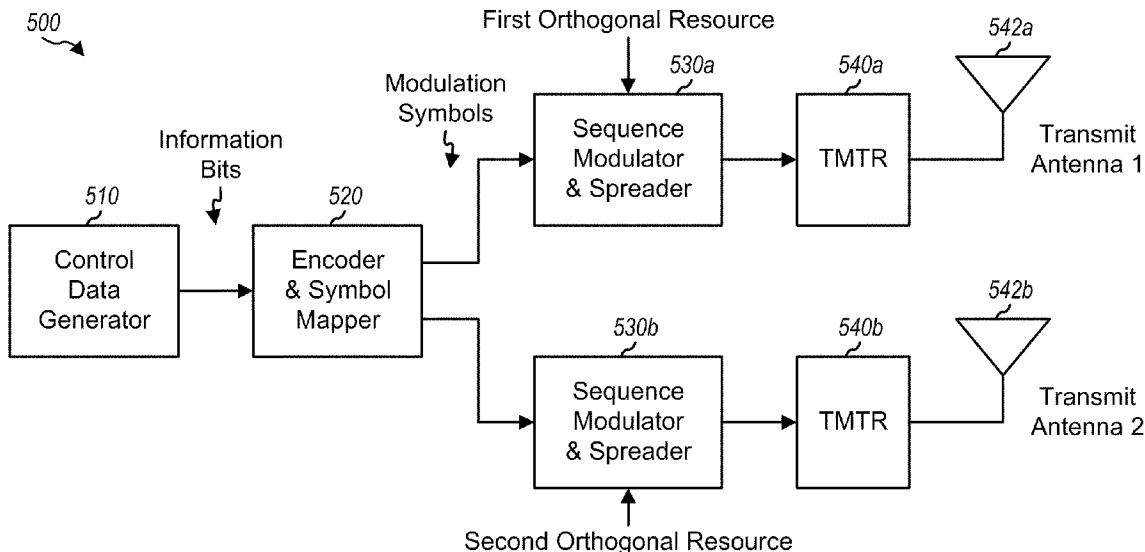 500
First Orthogonal Resource
542a
530a
540a
Modulation
Symbols
Sequence
Modulator
& Spreader
TMTR
Transmit
Antenna 1
Information
Bits
510
520
Control
Data
Generator
Encoder
& Symbol
Mapper
542b
530b
540b
Sequence
Modulator
& Spreader
TMTR
Transmit
Antenna 2
Second Orthogonal Resource